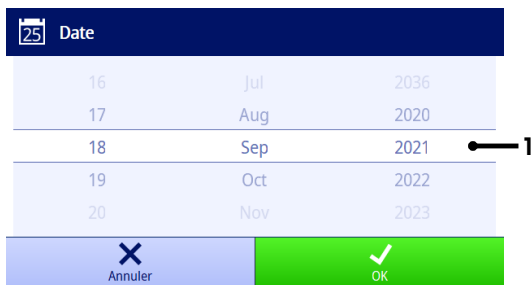 25 Date
16 Jul 2036
17 Aug 2020
18 Sep 2021
1
19 Oct 2022
20 Nov 2023
Annuler OK